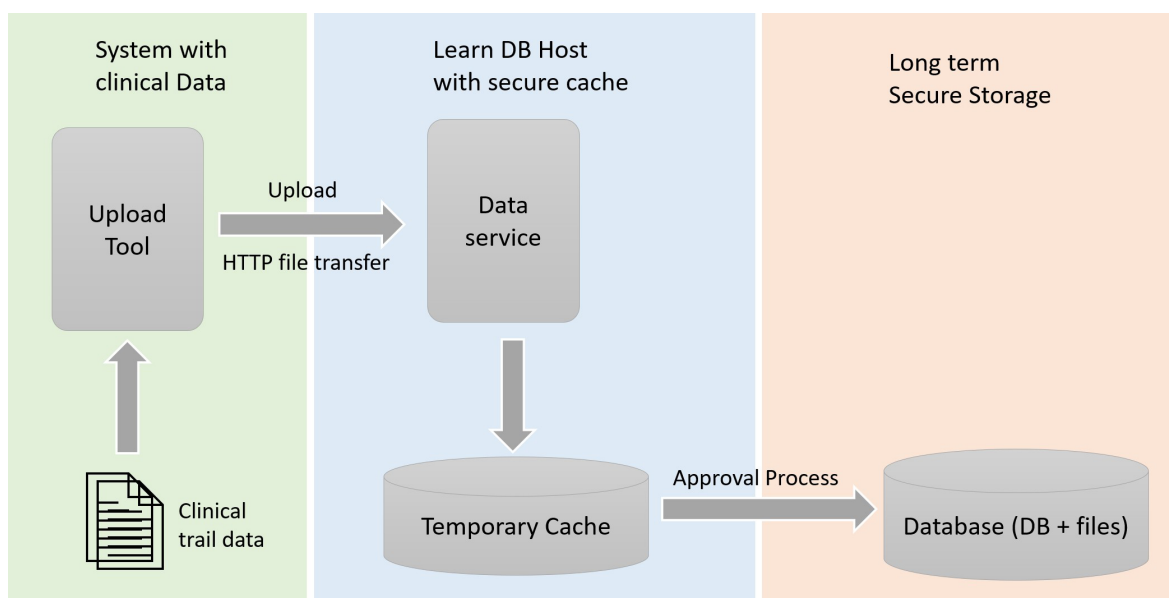 System with
clinical Data
Learn DB Host
with secure cache
Long term
Secure Storage
Upload
Tool
Upload
HTTP file transfer
Data
service
Clinical
trail data
Temporary Cache
Approval Process
Database (DB + files)